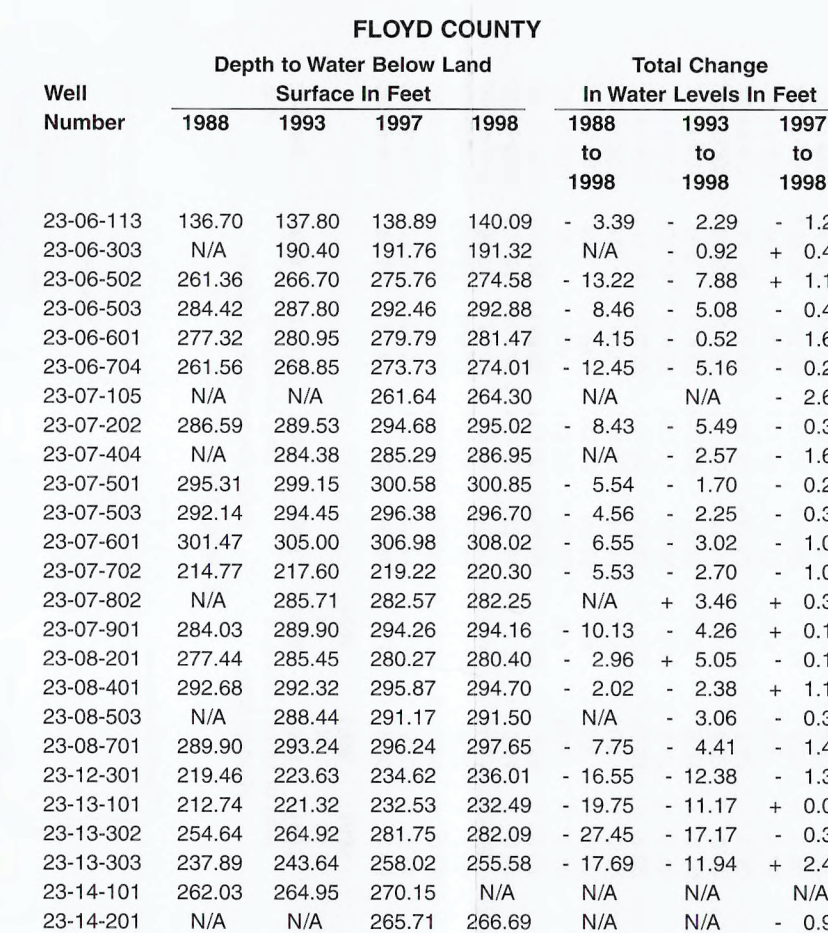 FLOYD COUNTY
Depth to Water Below Land Total Change
Well Surface In Feet In Water Levels In Feet
Number 1988 1993 1997 1998 1988 1993 1997
to to to
1998 1998 1998
23-06-113 136.70 137.80 138.89 140.09 - 3.39 - 2.29 - 1.2
23-06-303 N/A 190.40 191.76 191.32 N/A - 0.92 + 0.4
23-06-502 261.36 266.70 275.76 274.58 - 13.22 - 7.88 + 1.1
23-06-503 284.42 287.80 292.46 292.88 - 8.46 - 5.08 - 0.4
23-06-601 277.32 280.95 279.79 281.47 - 4.15 - 0.52 - 1.6
23-06-704 261.56 268.85 273.73 274.01 - 12.45 - 5.16 - 0.2
23-07-105 N/A N/A 261.64 264.30 N/A N/A - 2.6
23-07-202 286.59 289.53 294.68 295.02 - 8.43 - 5.49 - 0.3
23-07-404 N/A 284.38 285.29 286.95 N/A - 2.57 - 1.6
23-07-501 295.31 299.15 300.58 300.85 - 5.54 - 1.70 - 0.2
23-07-503 292.14 294.45 296.38 296.70 - 4.56 - 2.25 - 0.3
23-07-601 301.47 305.00 306.98 308.02 - 6.55 - 3.02 - 1.0
23-07-702 214.77 217.60 219.22 220.30 - 5.53 - 2.70 - 1.0
23-07-802 N/A 285.71 282.57 282.25 N/A + 3.46 + 0.3
23-07-901 284.03 289.90 294.26 294.16 - 10.13 - 4.26 + 0.1
23-08-201 277.44 285.45 280.27 280.40 - 2.96 + 5.05 - 0.1
23-08-401 292.68 292.32 295.87 294.70 - 2.02 - 2.38 + 1.1
23-08-503 N/A 288.44 291.17 291.50 N/A - 3.06 - 0.3
23-08-701 289.90 293.24 296.24 297.65 - 7.75 - 4.41 - 1.4
23-12-301 219.46 223.63 234.62 236.01 - 16.55 - 12.38 - 1.3
23-13-101 212.74 221.32 232.53 232.49 - 19.75 - 11.17 + 0.0
23-13-302 254.64 264.92 281.75 282.09 - 27.45 - 17.17 - 0.3
23-13-303 237.89 243.64 258.02 255.58 - 17.69 - 11.94 + 2.4
23-14-101 262.03 264.95 270.15 N/A N/A N/A N/A
23-14-201 N/A N/A 265.71 266.69 N/A N/A - 0.9